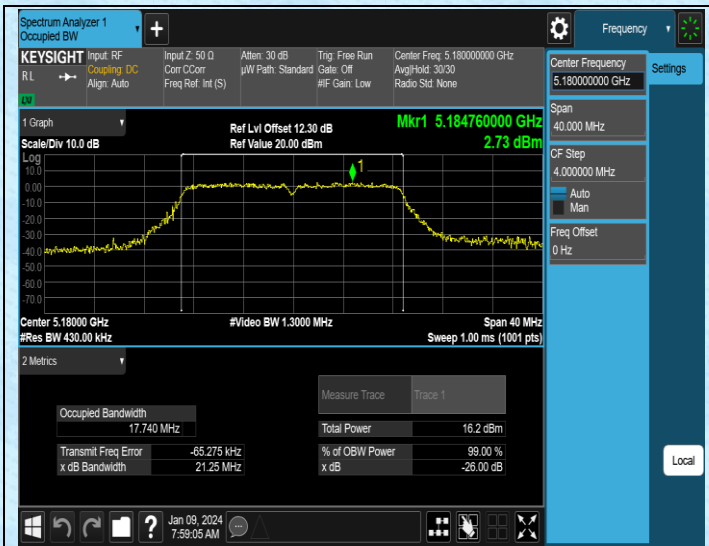 Spectrum Analyzer 1
Occupied BW
+
Frequency
KEYSIGHT
RL
LXI
Input: RF
Coupling: DC
Align: Auto
Input Z: 50 Ω
Corr CCorr
Freq Ref: Int (S)
Atten: 30 dB
µW Path: Standard
Trig: Free Run
Gate: Off
#IF Gain: Low
Center Freq: 5.180000000 GHz
Avg|Hold: 30/30
Radio Std: None
Center Frequency
5.180000000 GHz
Settings
Span
40.000 MHz
CF Step
4.000000 MHz
Auto
Man
Freq Offset
0 Hz
1 Graph
Scale/Div 10.0 dB
Ref Lvl Offset 12.30 dB
Ref Value 20.00 dBm
Mkr1 5.184760000 GHz
2.73 dBm
Log
10.0
0.00
-10.0
-20.0
-30.0
-40.0
-50.0
-60.0
-70.0
1
Center 5.18000 GHz
#Res BW 430.00 kHz
#Video BW 1.3000 MHz
Span 40 MHz
Sweep 1.00 ms (1001 pts)
2 Metrics
Measure Trace
Trace 1
Occupied Bandwidth
17.740 MHz
Total Power
16.2 dBm
Transmit Freq Error
-65.275 kHz
% of OBW Power
99.00 %
x dB Bandwidth
21.25 MHz
x dB
-26.00 dB
Local
?
Jan 09, 2024
7:59:05 AM